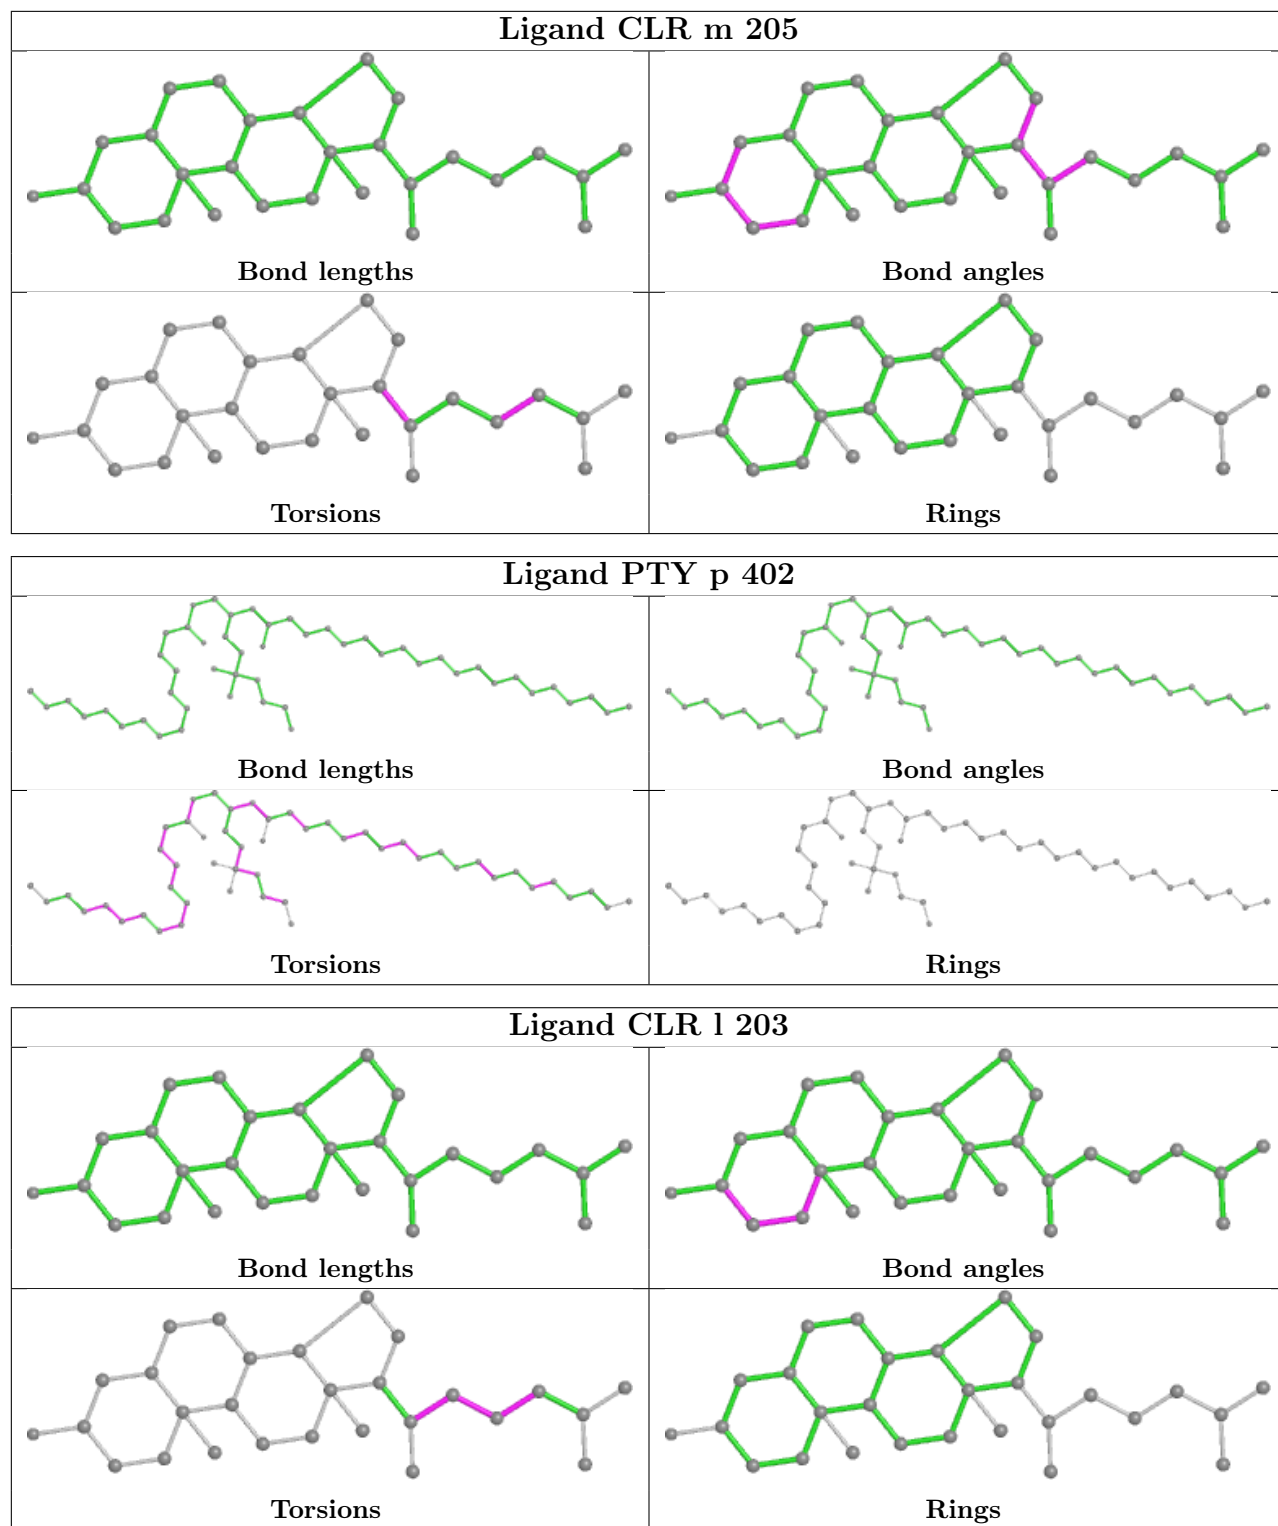 Ligand CLR m 205
Bond lengths
Bond angles
Torsions
Rings
Ligand PTY p 402
Bond lengths
Bond angles
Torsions
Rings
Ligand CLR l 203
Bond lengths
Bond angles
Torsions
Rings